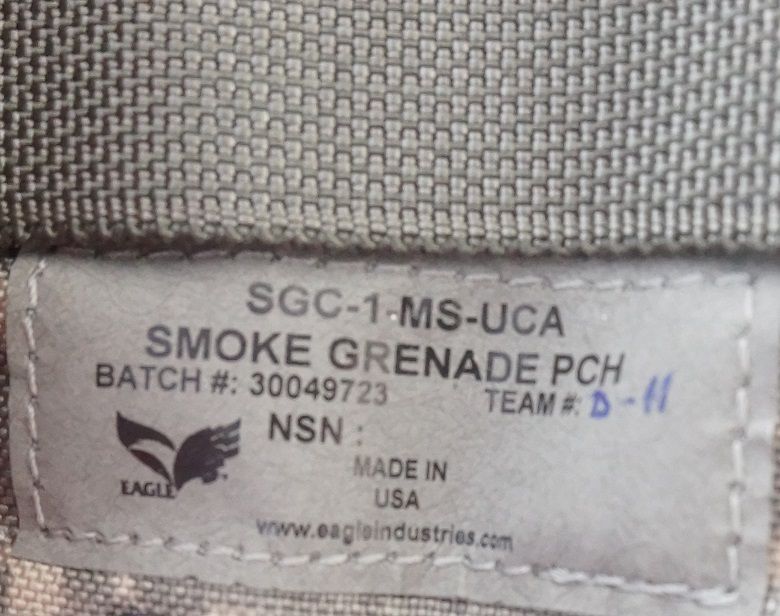 SGC-1-MS-UCA
SMOKE GRENADE PCH
BATCH #: 30049723
TEAM #: D-11
NSN :
EAGLE
MADE IN
USA
www.eagleindustries.com